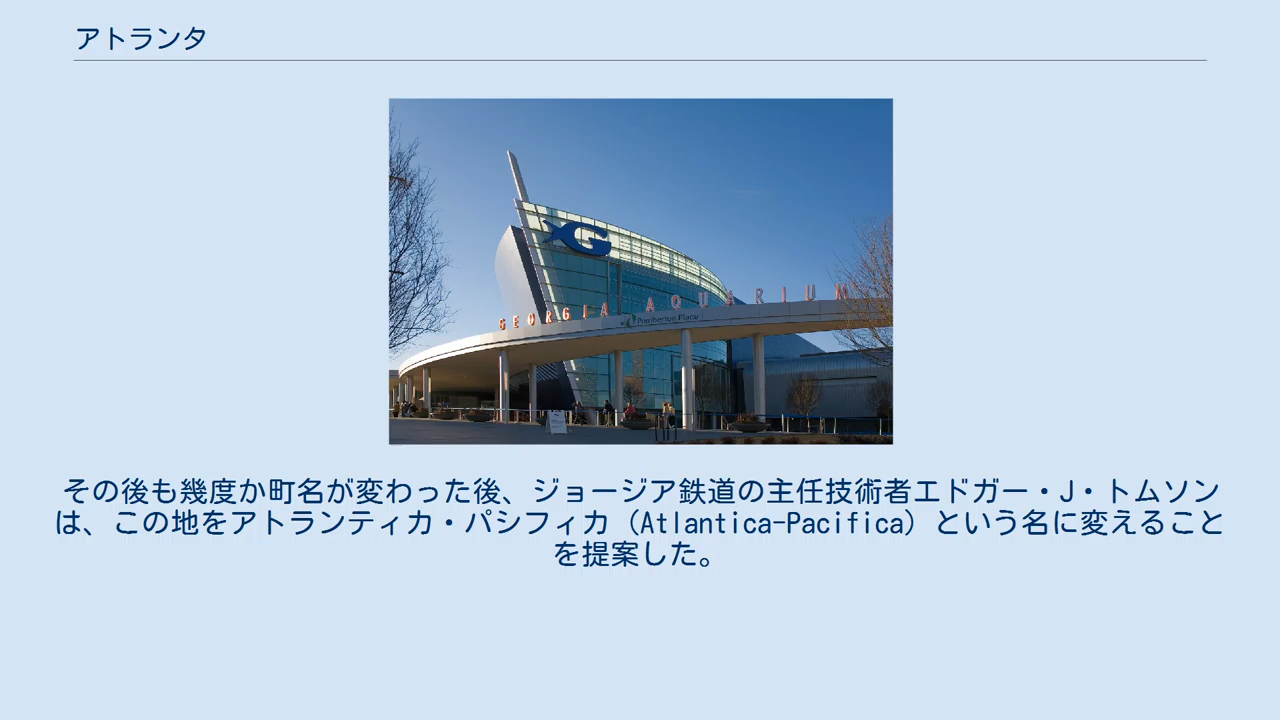 アトランタ
G
GEORGIA AQUARIUM
Pemberton Place
その後も幾度か町名が変わった後、ジョージア鉄道の主任技術者エドガー・J・トムソン
は、この地をアトランティカ・パシフィカ（Atlantica-Pacifica）という名に変えること
を提案した。